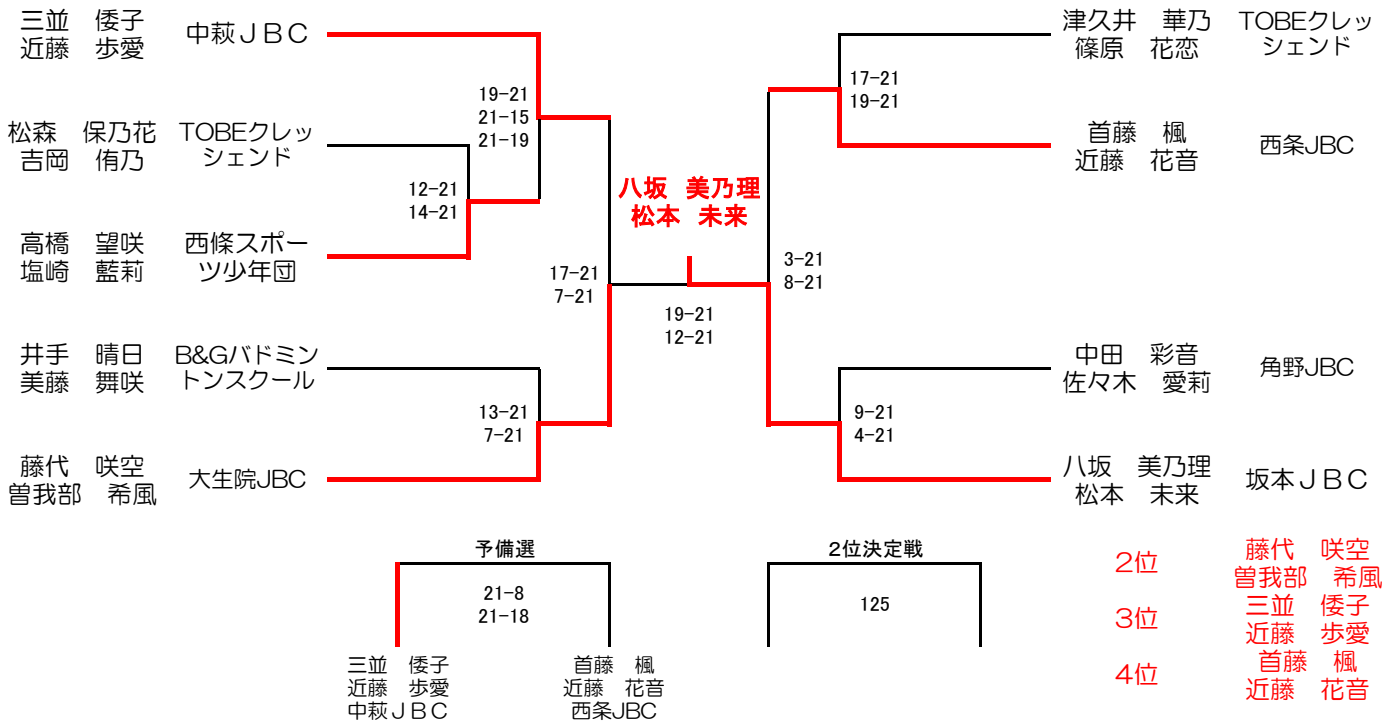 三並　倭子
近藤　歩愛
中萩ＪＢＣ
松森　保乃花
吉岡　侑乃
TOBEクレッ
シェンド
高橋　望咲
塩崎　藍莉
西條スポー
ツ少年団
井手　晴日
美藤　舞咲
B&Gバドミン
トンスクール
藤代　咲空
曽我部　希風
大生院JBC
19-21
21-15
21-19
12-21
14-21
17-21
7-21
13-21
7-21
八坂　美乃理
松本　未来
19-21
12-21
津久井　華乃
篠原　花恋
TOBEクレッ
シェンド
17-21
19-21
首藤　楓
近藤　花音
西条JBC
3-21
8-21
中田　彩音
佐々木　愛莉
角野JBC
9-21
4-21
八坂　美乃理
松本　未来
坂本ＪＢＣ
予備選
21-8
21-18
三並　倭子
近藤　歩愛
中萩ＪＢＣ
首藤　楓
近藤　花音
西条JBC
2位決定戦
125
2位
藤代　咲空
曽我部　希風
3位
三並　倭子
近藤　歩愛
4位
首藤　楓
近藤　花音